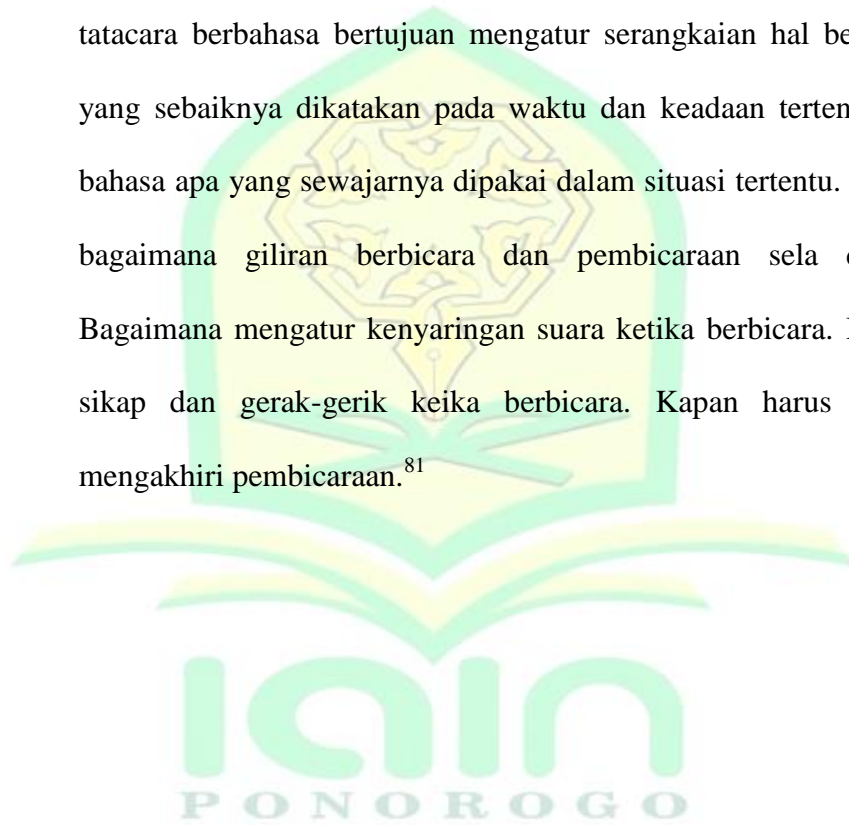 tatacara berbahasa bertujuan mengatur serangkaian hal be
yang sebaiknya dikatakan pada waktu dan keadaan terten
bahasa apa yang sewajarnya dipakai dalam situasi tertentu.
bagaimana giliran berbicara dan pembicaraan sela
Bagaimana mengatur kenyaringan suara ketika berbicara.
sikap dan gerak-gerik keika berbicara. Kapan harus
mengakhiri pembicaraan.81
iain
PONOROGO